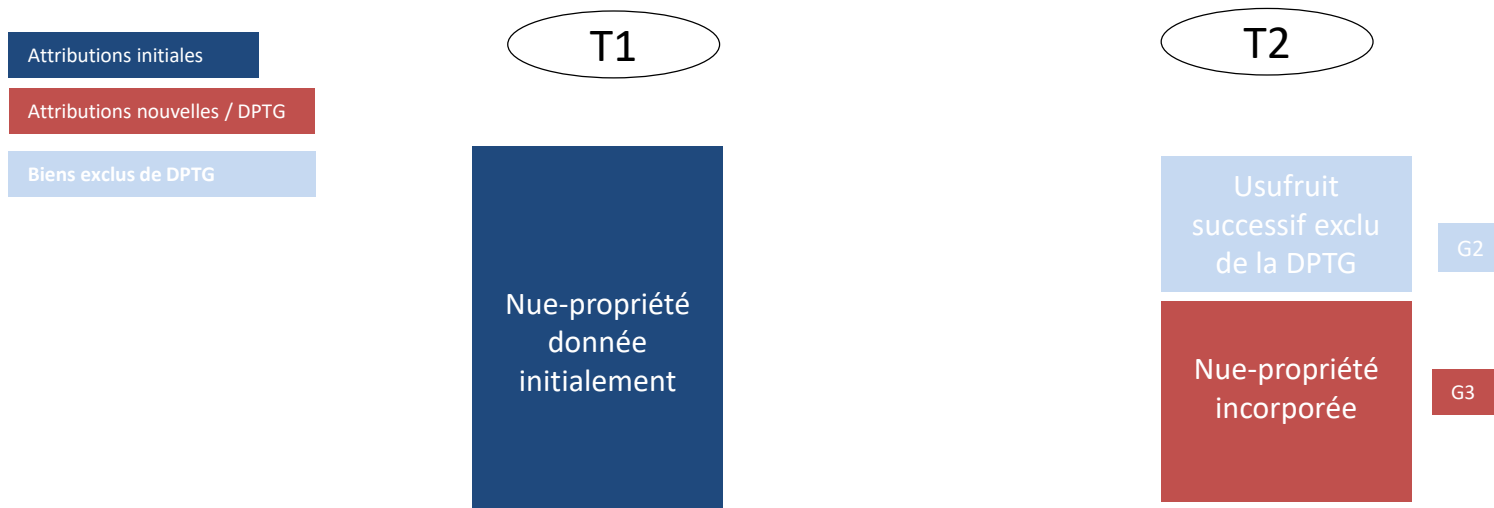 Attributions initiales
Attributions nouvelles / DPTG
Biens exclus de DPTG
T1
Nue-propriété
donnée
initialement
T2
Usufruit
successif exclu
de la DPTG
G2
Nue-propriété
incorporée
G3